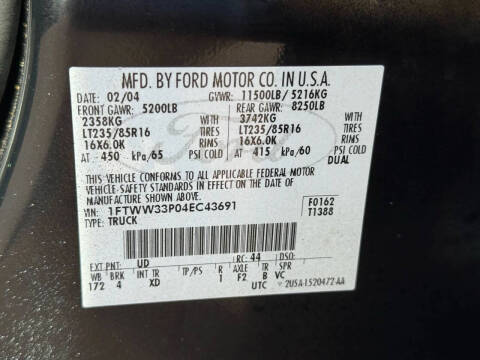 MFD. BY FORD MOTOR CO. IN U.S.A.
DATE: 02/04 GVWR: 11500LB/ 5216KG
FRONT GAWR: 5200LB REAR GAWR: 8250LB
2358KG WITH 3742KG WITH
LT235/85R16 TIRES LT235/85R16 TIRES
16X6.0K RIMS 16X6.0K RIMS
AT 450 kPa/65 PSI COLD AT 415 kPa/60 PSI COLD
DUAL
THIS VEHICLE CONFORMS TO ALL APPLICABLE FEDERAL MOTOR
VEHICLE SAFETY STANDARDS IN EFFECT ON THE DATE OF
MANUFACTURE SHOWN ABOVE.
VIN: 1FTWW33P04EC43691 F0162
TYPE: TRUCK T1388
EXT PNT: UD RC: 44 DSO:
WB BRK INT TR TP/PS R AXLE TR SPR
172 4 XD 1 F2 B VC
UTC 2USA-1520472-AA
Ford